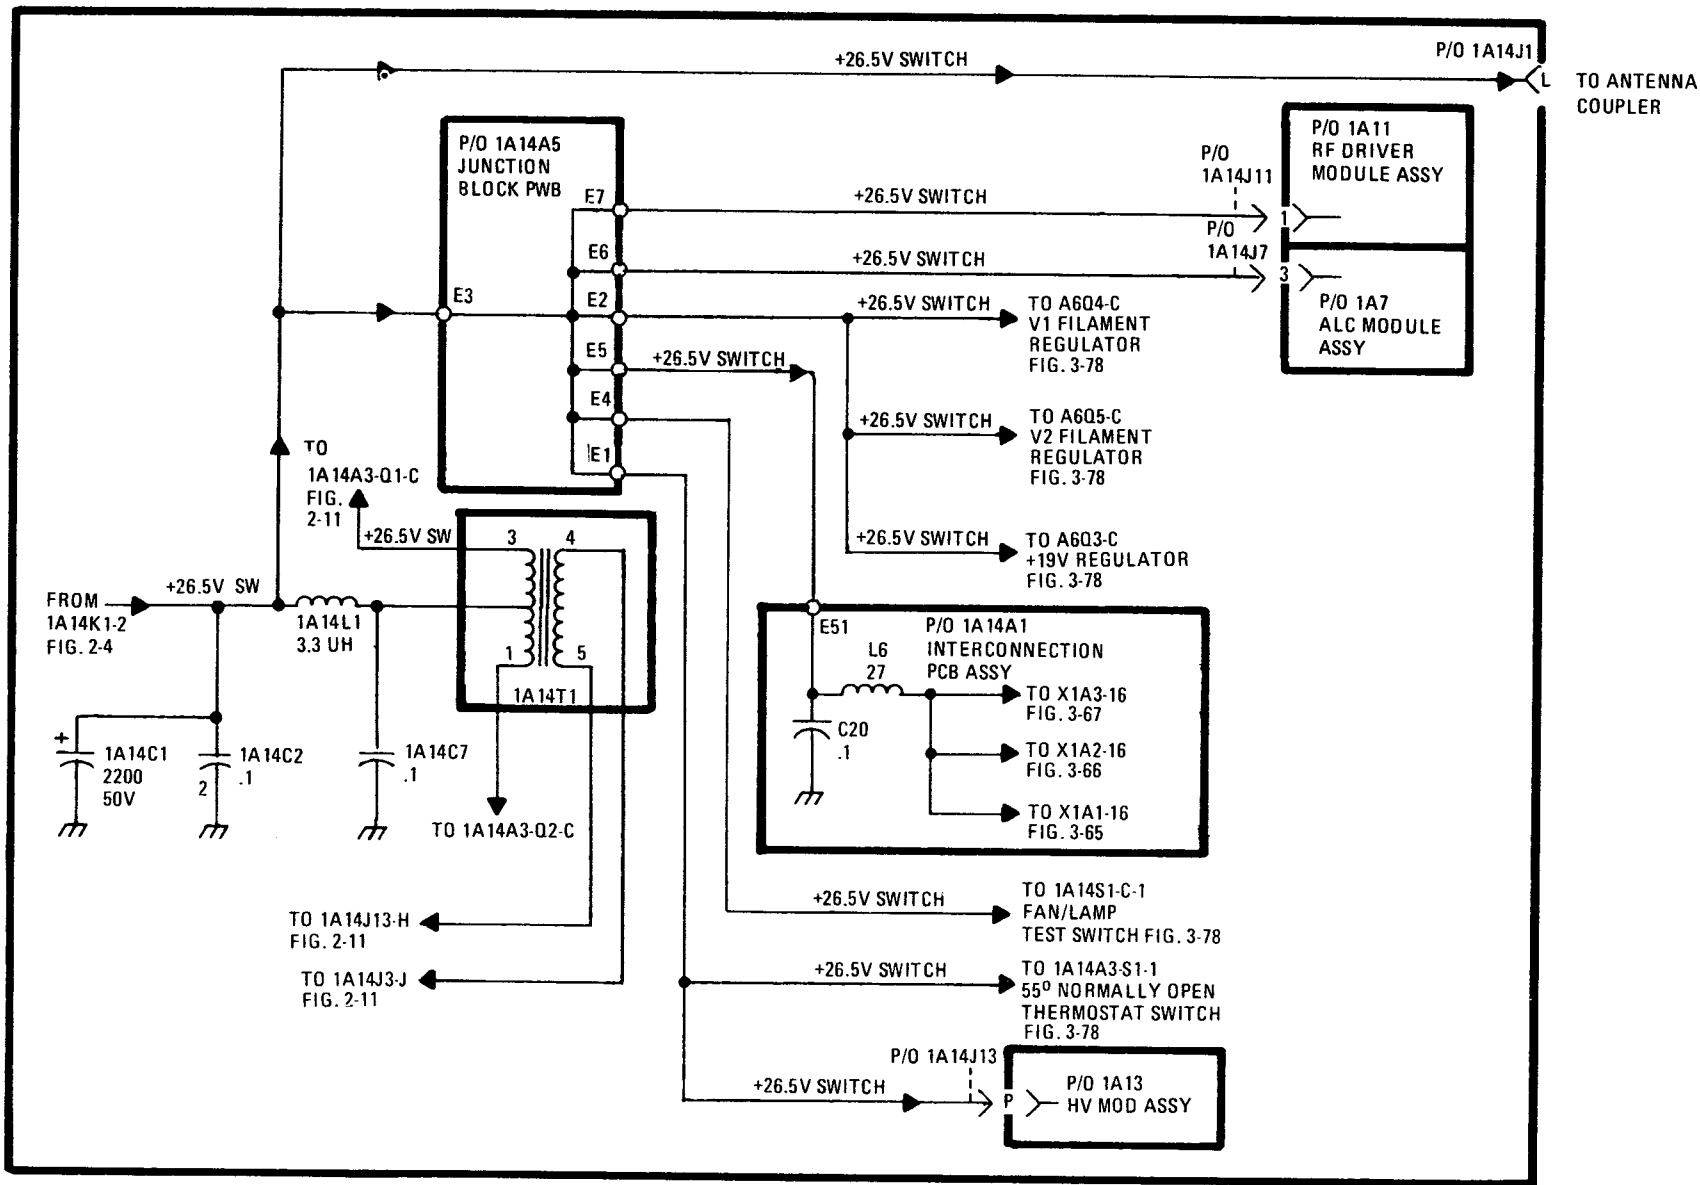 +26.5V SWITCH
P/O 1A14J1
L
TO ANTENNA
COUPLER
P/O 1A14A5
JUNCTION
BLOCK PWB
E7
E6
E3
E2
E5
E4
E1
+26.5V SWITCH
P/O
1A14J11
1
P/O 1A11
RF DRIVER
MODULE ASSY
+26.5V SWITCH
P/O
1A14J7
3
P/O 1A7
ALC MODULE
ASSY
+26.5V SWITCH
TO A6Q4-C
V1 FILAMENT
REGULATOR
FIG. 3-78
+26.5V SWITCH
+26.5V SWITCH
TO A6Q5-C
V2 FILAMENT
REGULATOR
FIG. 3-78
+26.5V SWITCH
TO A6Q3-C
+19V REGULATOR
FIG. 3-78
TO
1A14A3-Q1-C
FIG.
2-11
+26.5V SW
3
4
1
5
1A14T1
FROM
1A14K1-2
FIG. 2-4
+26.5V SW
1A14L1
3.3 UH
+
1A14C1
2200
50V
1A14C2
.1
2
1A14C7
.1
TO 1A14A3-Q2-C
E51
P/O 1A14A1
INTERCONNECTION
PCB ASSY
L6
27
C20
.1
TO X1A3-16
FIG. 3-67
TO X1A2-16
FIG. 3-66
TO X1A1-16
FIG. 3-65
TO 1A14J13-H
FIG. 2-11
TO 1A14J3-J
FIG. 2-11
+26.5V SWITCH
TO 1A14S1-C-1
FAN/LAMP
TEST SWITCH FIG. 3-78
+26.5V SWITCH
TO 1A14A3-S1-1
55º NORMALLY OPEN
THERMOSTAT SWITCH
FIG. 3-78
+26.5V SWITCH
P/O 1A14J13
P
P/O 1A13
HV MOD ASSY